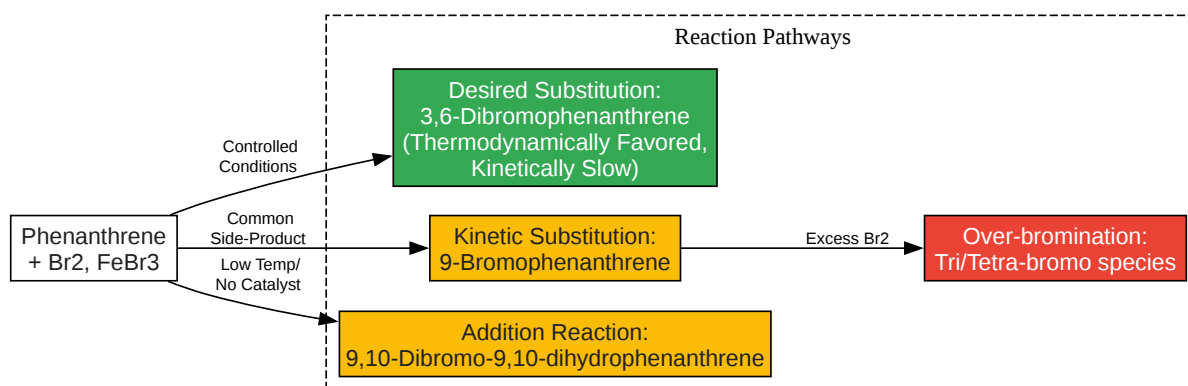 Reaction Pathways
Desired Substitution:
3,6-Dibromophenanthrene
(Thermodynamically Favored,
Kinetically Slow)
Controlled
Conditions
Phenanthrene
+ Br2, FeBr3
Common
Side-Product
Kinetic Substitution:
9-Bromophenanthrene
Excess Br2
Over-bromination:
Tri/Tetra-bromo species
Low Temp/
No Catalyst
Addition Reaction:
9,10-Dibromo-9,10-dihydrophenanthrene